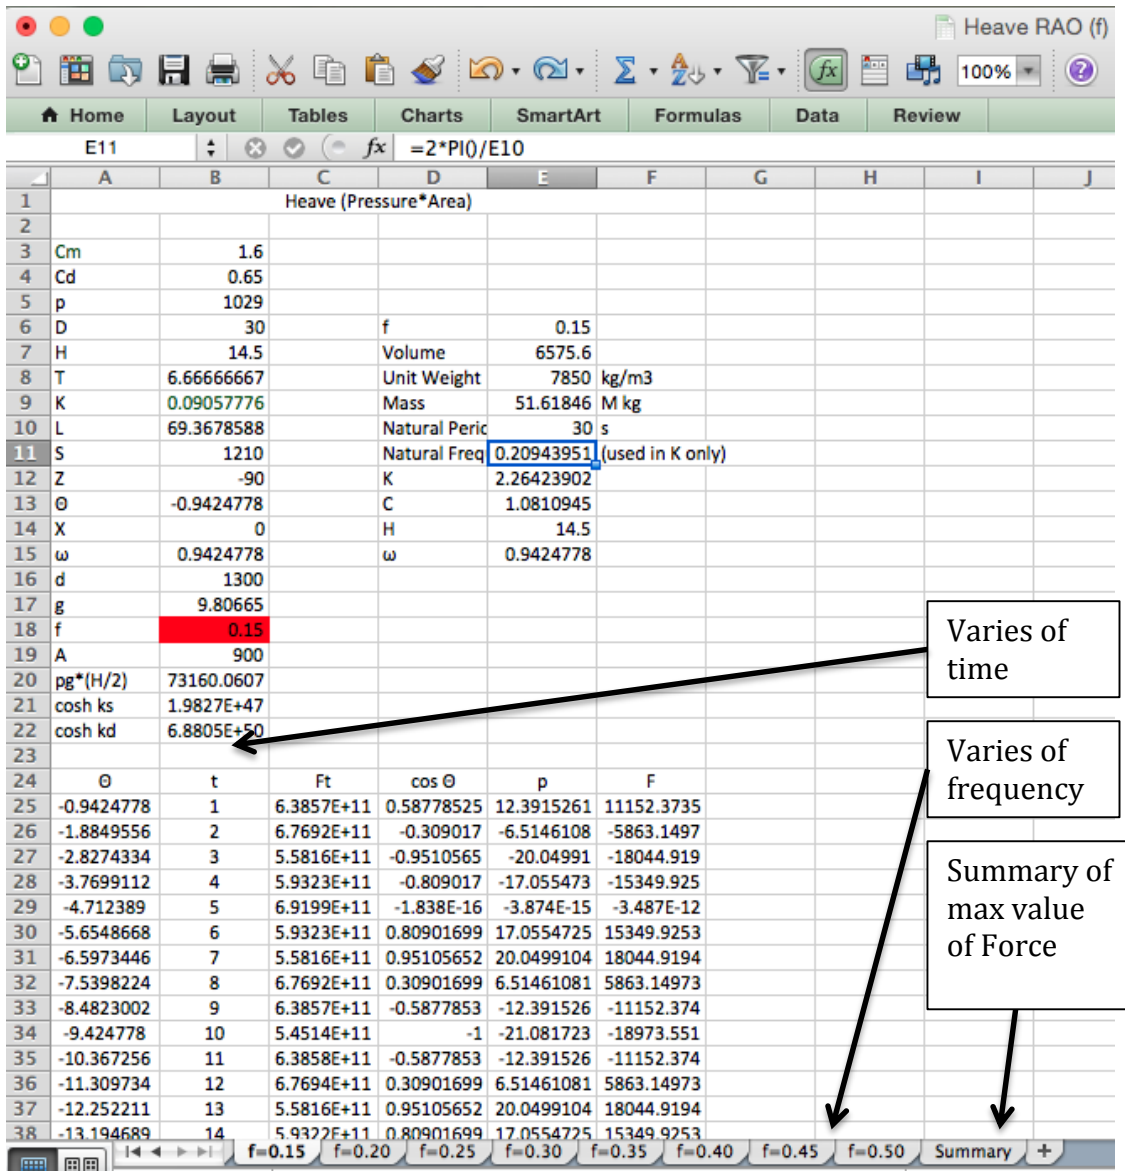 Heave RAO (f)
100%
Home Layout Tables Charts SmartArt Formulas Data Review
E11 fx =2*PI()/E10
A B C D E F G H I J
1 Heave (Pressure*Area)
2
3 Cm 1.6
4 Cd 0.65
5 p 1029
6 D 30 f 0.15
7 H 14.5 Volume 6575.6
8 T 6.66666667 Unit Weight 7850 kg/m3
9 K 0.09057776 Mass 51.61846 M kg
10 L 69.3678588 Natural Peric 30 s
11 S 1210 Natural Freq 0.20943951 (used in K only)
12 Z -90 K 2.26423902
13 Θ -0.9424778 C 1.0810945
14 X 0 H 14.5
15 ω 0.9424778 ω 0.9424778
16 d 1300
17 g 9.80665
18 f 0.15
19 A 900
20 pg*(H/2) 73160.0607
21 cosh ks 1.9827E+47
22 cosh kd 6.8805E+50
23
24 Θ t Ft cos Θ p F
25 -0.9424778 1 6.3857E+11 0.58778525 12.3915261 11152.3735
26 -1.8849556 2 6.7692E+11 -0.309017 -6.5146108 -5863.1497
27 -2.8274334 3 5.5816E+11 -0.9510565 -20.04991 -18044.919
28 -3.7699112 4 5.9323E+11 -0.809017 -17.055473 -15349.925
29 -4.712389 5 6.9199E+11 -1.838E-16 -3.874E-15 -3.487E-12
30 -5.6548668 6 5.9323E+11 0.80901699 17.0554725 15349.9253
31 -6.5973446 7 5.5816E+11 0.95105652 20.0499104 18044.9194
32 -7.5398224 8 6.7692E+11 0.30901699 6.51461081 5863.14973
33 -8.4823002 9 6.3857E+11 -0.5877853 -12.391526 -11152.374
34 -9.424778 10 5.4514E+11 -1 -21.081723 -18973.551
35 -10.367256 11 6.3858E+11 -0.5877853 -12.391526 -11152.374
36 -11.309734 12 6.7694E+11 0.30901699 6.51461081 5863.14973
37 -12.252211 13 5.5816E+11 0.95105652 20.0499104 18044.9194
38 -13.194689 14 5.9322E+11 0.80901699 17.0554725 15349.9253
f=0.15 f=0.20 f=0.25 f=0.30 f=0.35 f=0.40 f=0.45 f=0.50 Summary +
Varies of
time
Varies of
frequency
Summary of
max value
of Force